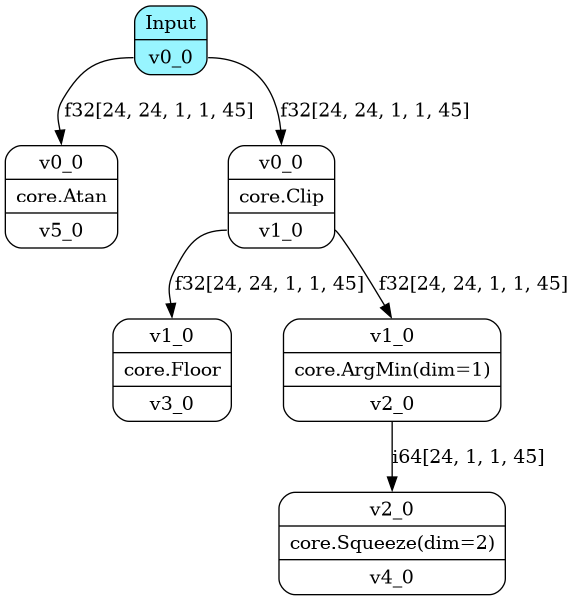 Input
v0_0
f32[24, 24, 1, 1, 45]
f32[24, 24, 1, 1, 45]
v0_0
core.Atan
v5_0
v0_0
core.Clip
v1_0
f32[24, 24, 1, 1, 45]
f32[24, 24, 1, 1, 45]
v1_0
core.Floor
v3_0
v1_0
core.ArgMin(dim=1)
v2_0
i64[24, 1, 1, 45]
v2_0
core.Squeeze(dim=2)
v4_0